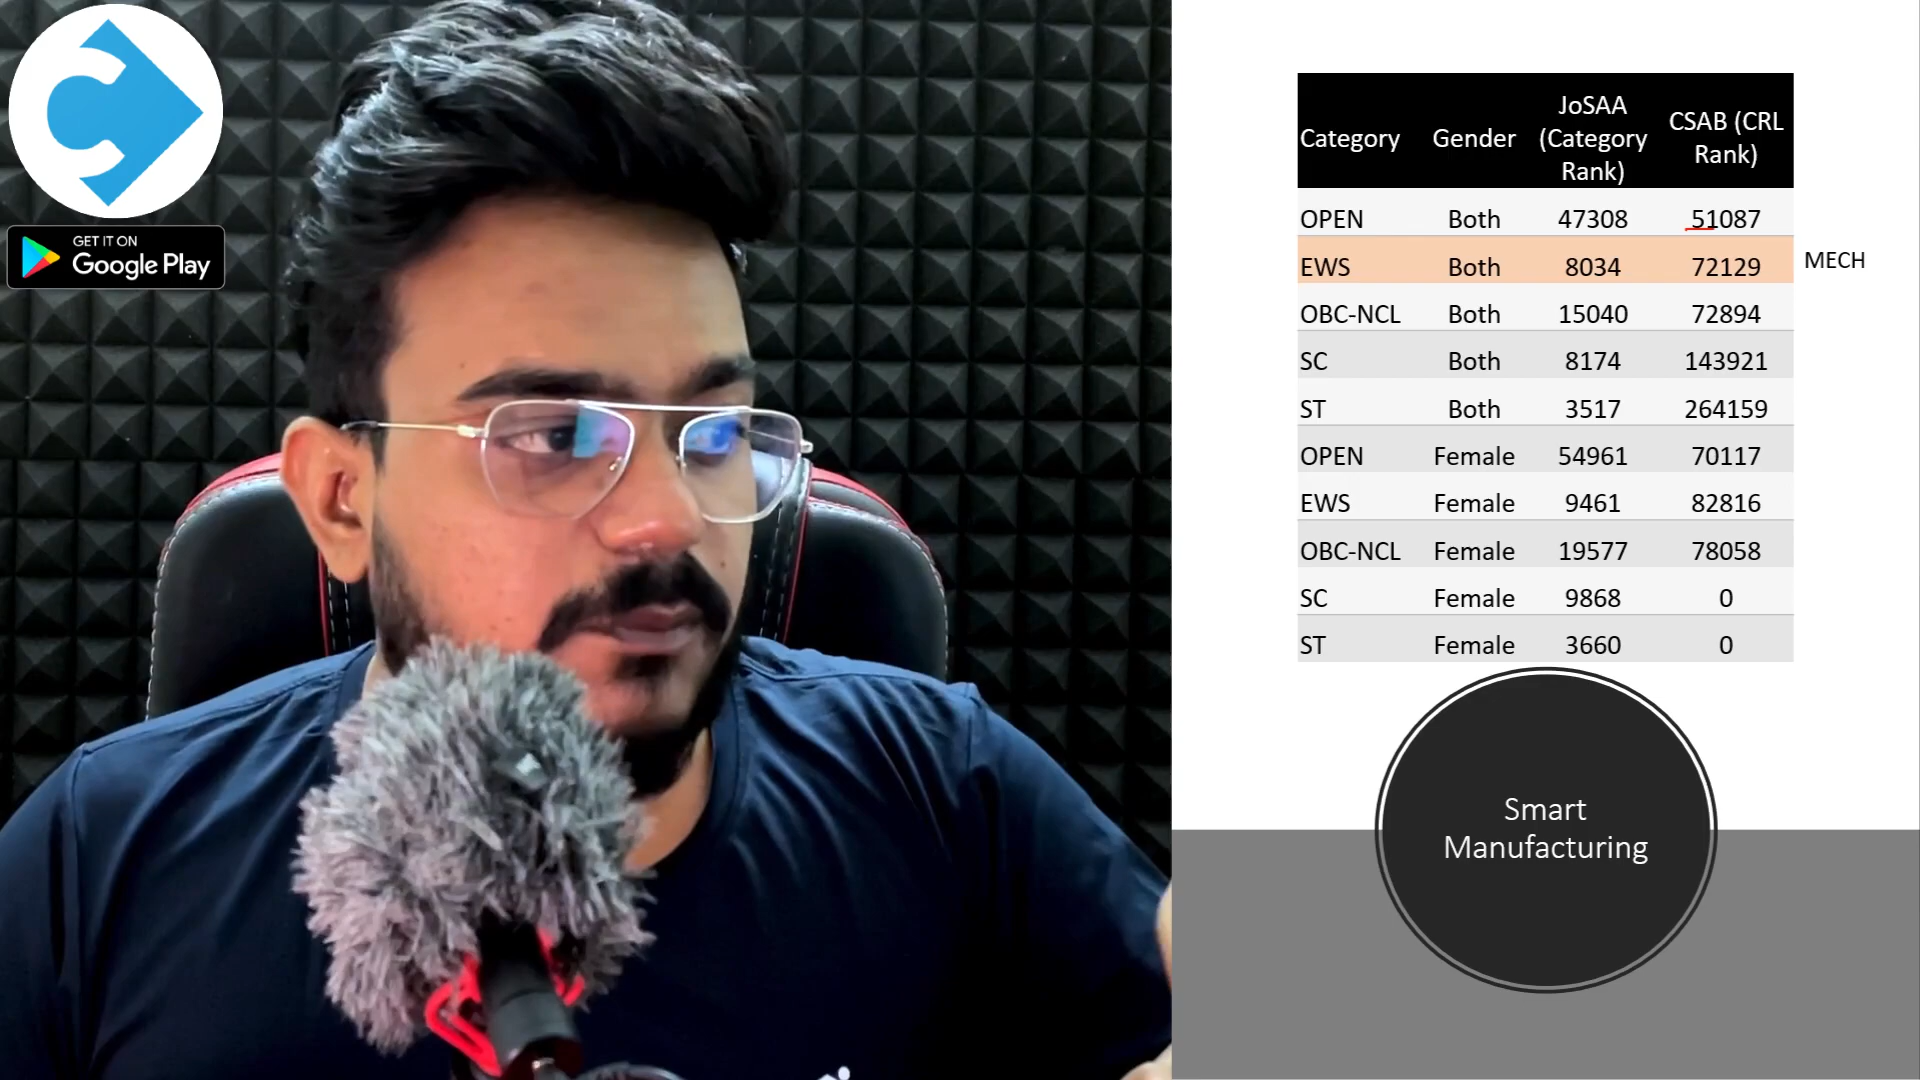 GET IT ON
Google Play
Category Gender JoSAA (Category Rank) CSAB (CRL Rank)
OPEN Both 47308 51087
EWS Both 8034 72129 MECH
OBC-NCL Both 15040 72894
SC Both 8174 143921
ST Both 3517 264159
OPEN Female 54961 70117
EWS Female 9461 82816
OBC-NCL Female 19577 78058
SC Female 9868 0
ST Female 3660 0
Smart
Manufacturing